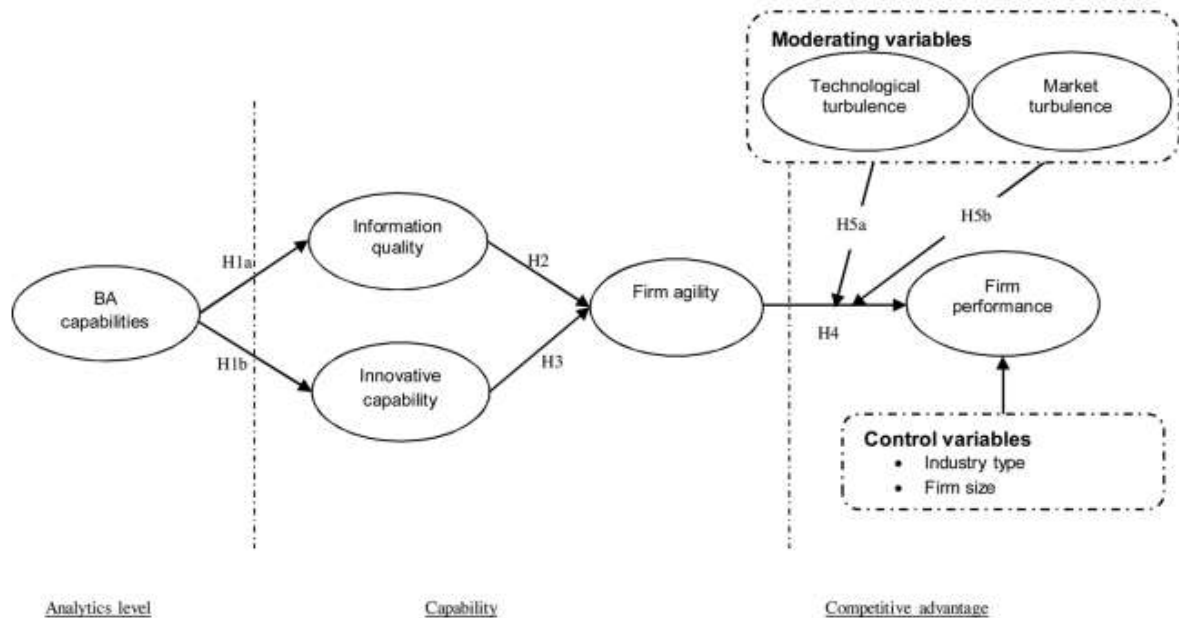 Moderating variables
Technological
turbulence
Market
turbulence
H5a
H5b
Information
quality
H1a
H2
BA
capabilities
Firm agility
Firm
performance
H4
H1b
H3
Innovative
capability
Control variables
• Industry type
• Firm size
Analytics level
Capability
Competitive advantage